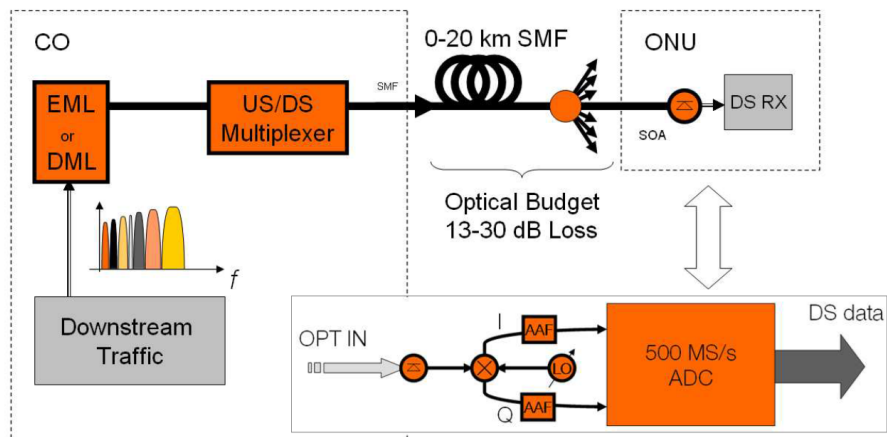 CO
0-20 km SMF
ONU
EML
or
DML
US/DS
Multiplexer
SMF
SOA
DS RX
Optical Budget
13-30 dB Loss
f
Downstream
Traffic
OPT IN
I
AAF
LO
Q
AAF
500 MS/s
ADC
DS data